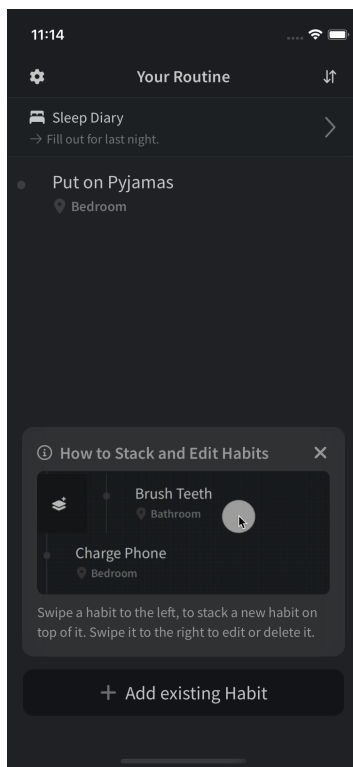 11:14
Your Routine
Sleep Diary
→ Fill out for last night.
Put on Pyjamas
Bedroom
How to Stack and Edit Habits
Brush Teeth
Bathroom
Charge Phone
Bedroom
Swipe a habit to the left, to stack a new habit on
top of it. Swipe it to the right to edit or delete it.
+ Add existing Habit